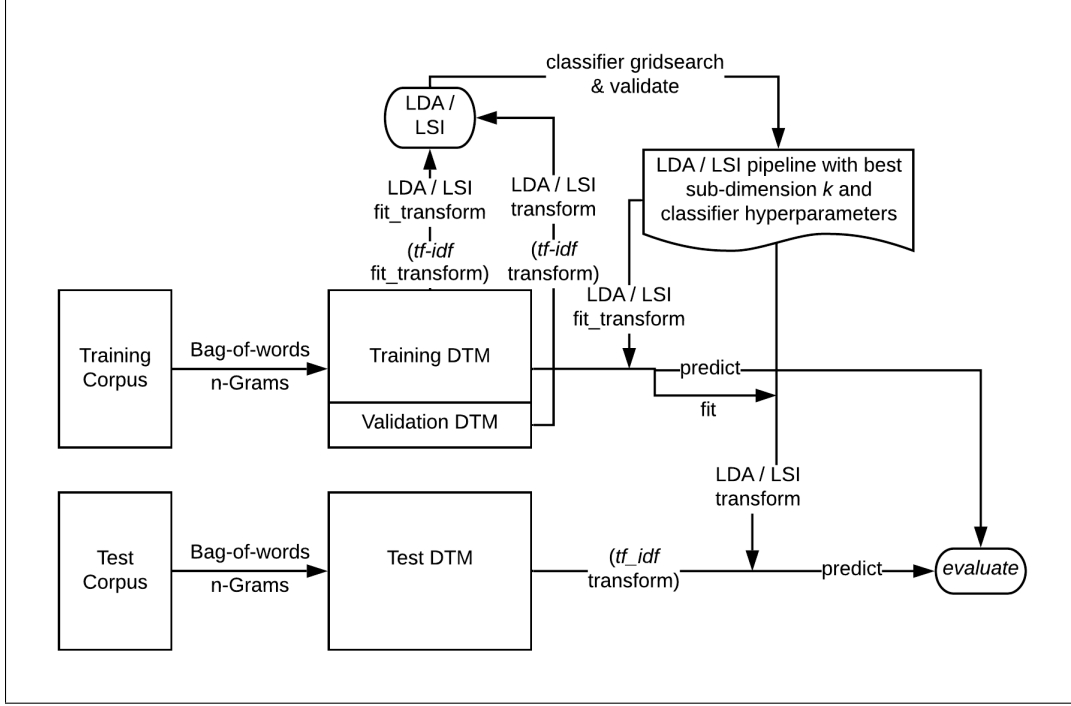 classifier gridsearch
& validate
LDA /
LSI
LDA / LSI pipeline with best
sub-dimension k and
classifier hyperparameters
LDA / LSI
fit_transform
LDA / LSI
transform
(tf-idf
fit_transform)
(tf-idf
transform)
LDA / LSI
fit_transform
Training
Corpus
Bag-of-words
n-Grams
Training DTM
Validation DTM
predict
fit
LDA / LSI
transform
Test
Corpus
Bag-of-words
n-Grams
Test DTM
(tf_idf
transform)
predict
evaluate